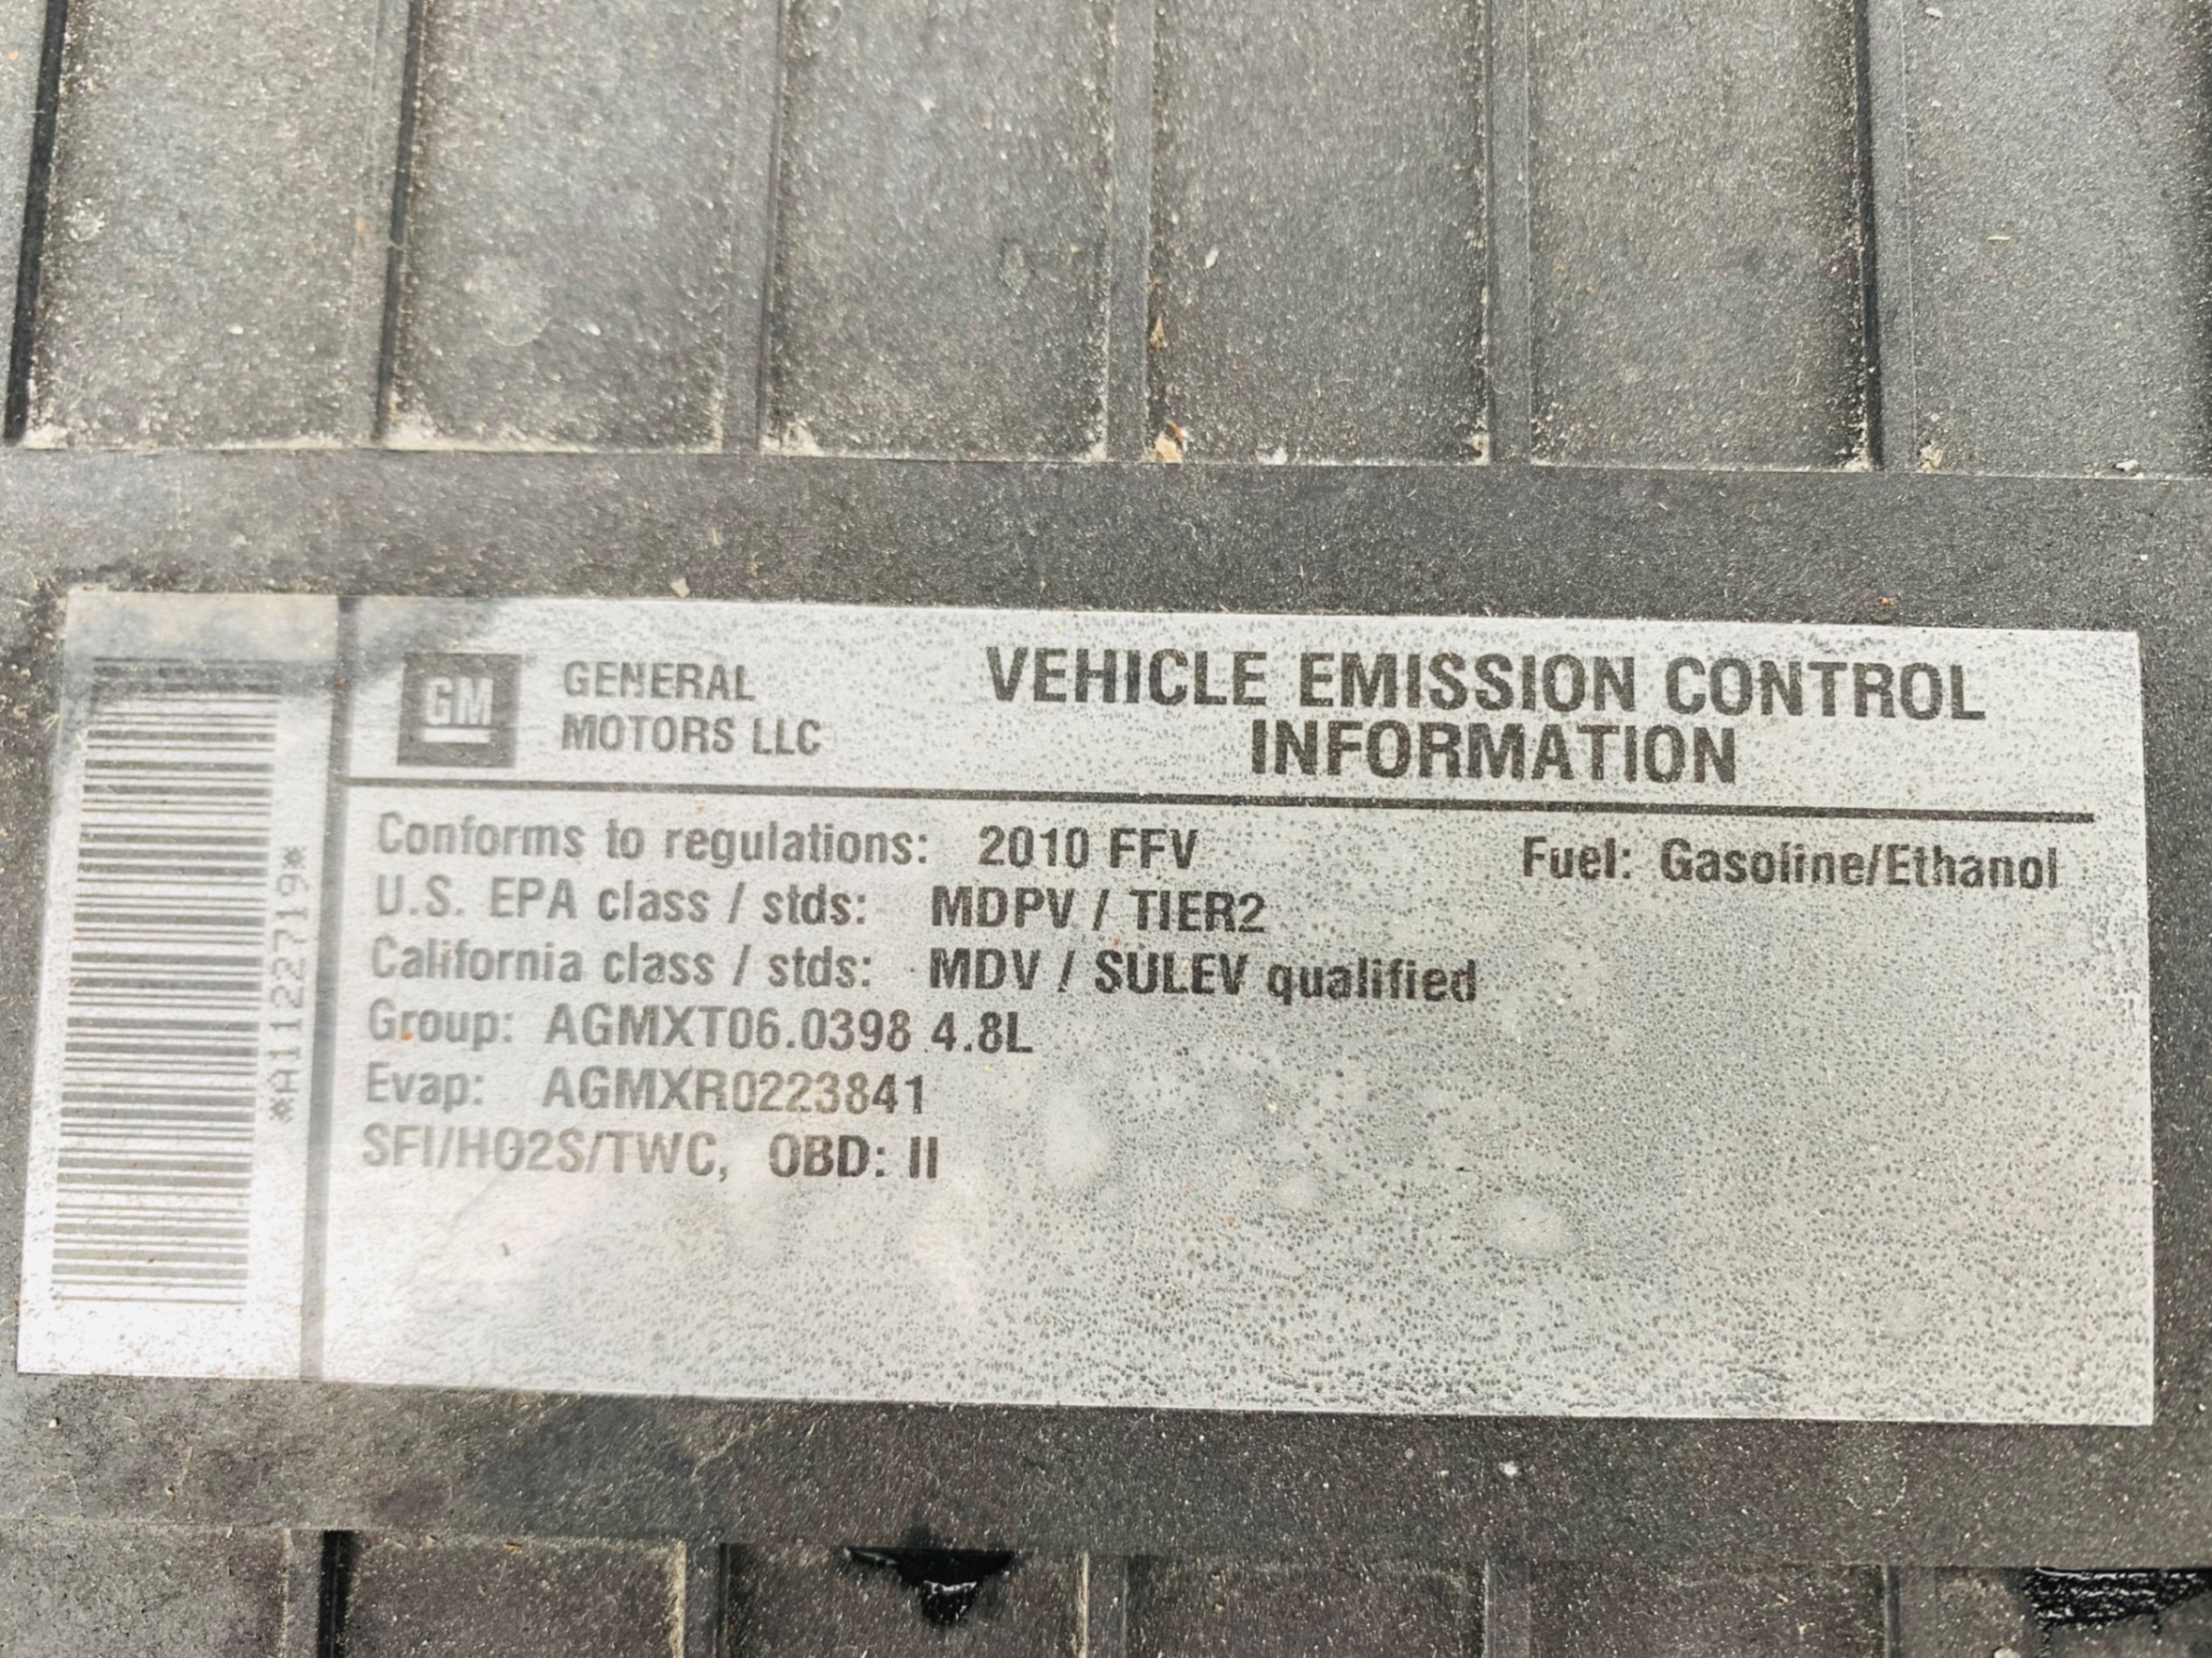 GM
GENERAL
MOTORS LLC
VEHICLE EMISSION CONTROL
INFORMATION
Conforms to regulations: 2010 FFV
Fuel: Gasoline/Ethanol
U.S. EPA class / stds: MDPV / TIER2
California class / stds: MDV / SULEV qualified
Group: AGMXT06.0398 4.8L
Evap: AGMXR0223841
SFI/HO2S/TWC, OBD: II
*A1122719*